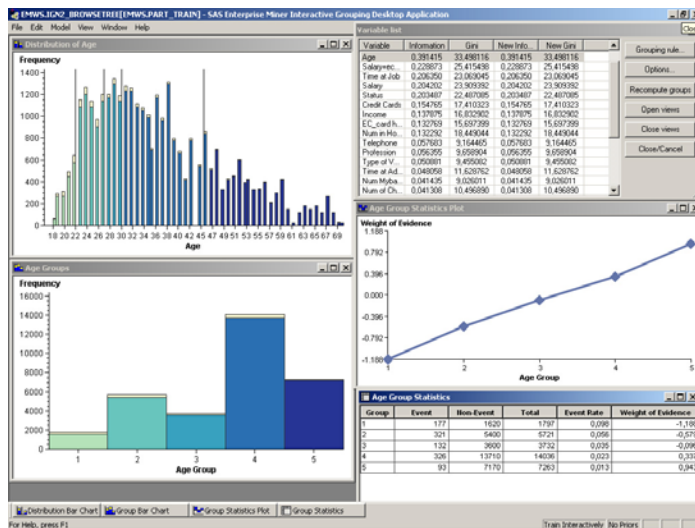 EMWS.IGN2_BROWSETREE[EMWS.PART_TRAIN] - SAS Enterprise Miner Interactive Grouping Desktop Application
File Edit Model View Window Help
Distribution of Age
Frequency
1400
1200
1000
800
600
400
200
0
18 20 22 24 26 28 30 32 34 36 38 40 42 45 47 49 51 53 55 57 59 61 63 65 67 69
Age
Variable list
Variable Information Gini New Info... New Gini
Age 0,391415 33,498116 0,391415 33,498116
Salary+ec... 0,228873 25,415498 0,228873 25,415498
Time at Job 0,206350 23,069045 0,206350 23,069045
Salary 0,204202 23,909392 0,204202 23,909392
Status 0,203487 22,487085 0,203487 22,487085
Credit Cards 0,154765 17,410323 0,154765 17,410323
Income 0,137875 16,832902 0,137875 16,832902
EC_card h... 0,132769 15,697399 0,132769 15,697399
Num in Ho... 0,132292 18,449044 0,132292 18,449044
Telephone 0,057683 9,164465 0,057683 9,164465
Profession 0,056355 9,658904 0,056355 9,658904
Type of V... 0,050881 9,455082 0,050881 9,455082
Time at Ad... 0,048058 11,628762 0,048058 11,628762
Num Myba... 0,041435 9,026011 0,041435 9,026011
Num of Ch... 0,041308 10,496890 0,041308 10,496890
Grouping rule...
Options...
Recompute groups
Open views
Close views
Close/Cancel
Age Groups
Frequency
16000
14000
12000
10000
8000
6000
4000
2000
0
1 2 3 4 5
Age Group
Age Group Statistics Plot
Weight of Evidence
1.188
0.792
0.396
0.000
-0.396
-0.792
-1.188
1 2 3 4 5
Age Group
Age Group Statistics
Group Event Non-Event Total Event Rate Weight of Evidence
1 177 1620 1797 0,098 -1,18
2 321 5400 5721 0,056 -0,57
3 132 3600 3732 0,035 -0,09
4 326 13710 14036 0,023 0,33
5 93 7170 7263 0,013 0,94
Distribution Bar Chart Group Bar Chart Group Statistics Plot Group Statistics
For Help, press F1
Train Interactively No Priors